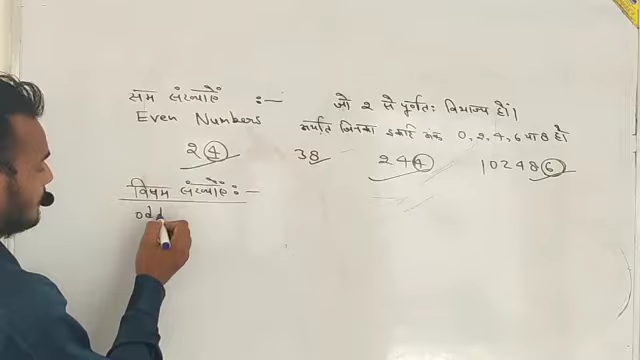 सम संख्याएँ :— जो 2 से पूर्णतः विभाज्य हों।
Even Numbers अर्थात जिनका इकाई अंक 0, 2, 4, 6 या 8 हो
24 38 244 102486
विषम संख्याएँ :—
odd